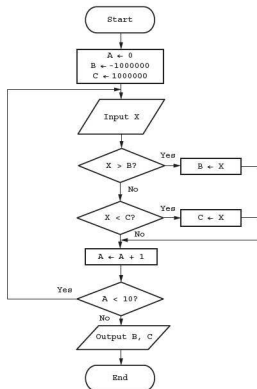 Start
A ← 0
B ← -1000000
C ← 1000000
Input X
X > B?
Yes
B ← X
No
X < C?
Yes
C ← X
No
A ← A + 1
Yes
A < 10?
No
Output B, C
End